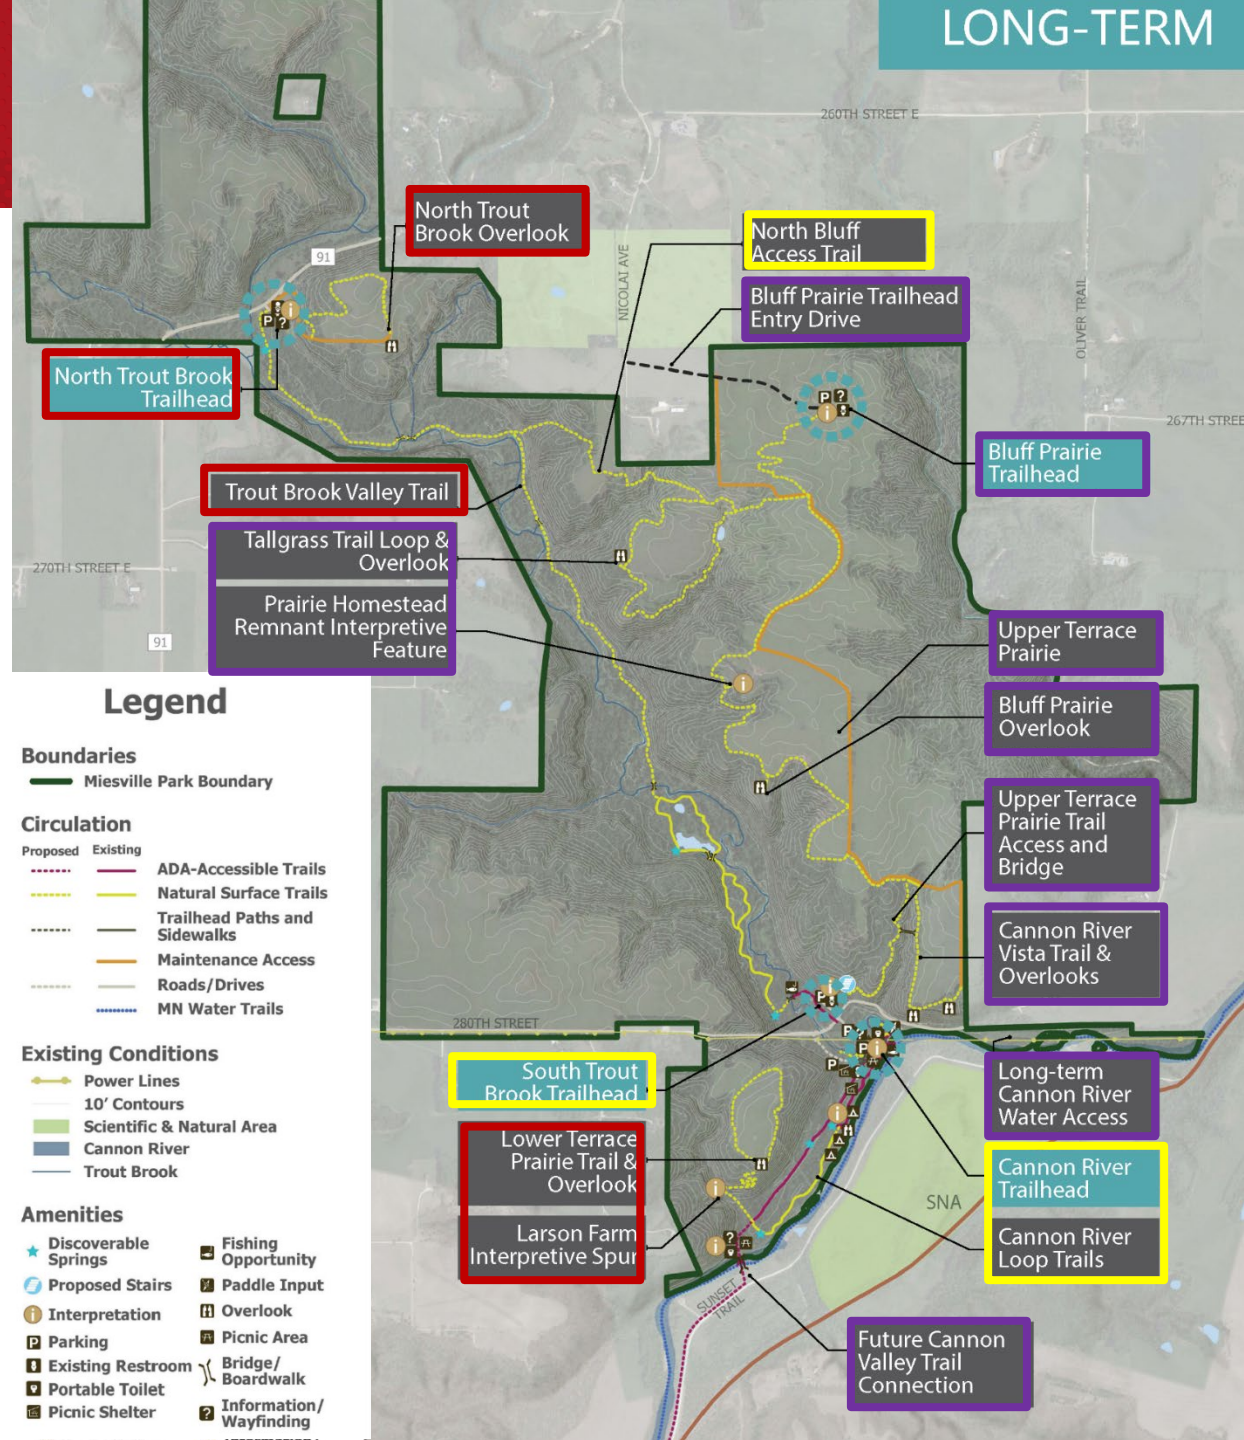 LONG-TERM
260TH STREET E
North Trout
Brook Overlook
North Bluff
Access Trail
91
NICOLAI AVE
OLIVER TRAIL
Bluff Prairie Trailhead
Entry Drive
P
?
i
North Trout Brook
Trailhead
P ?
i
267TH STREE
Bluff Prairie
Trailhead
Trout Brook Valley Trail
Tallgrass Trail Loop &
Overlook
270TH STREET E
Prairie Homestead
Remnant Interpretive
Feature
91
Upper Terrace
Prairie
i
Bluff Prairie
Overlook
Upper Terrace
Prairie Trail
Access and
Bridge
Cannon River
Vista Trail &
Overlooks
280TH STREET
i
P
P
P
i
P
South Trout
Brook Trailhead
Long-term
Cannon River
Water Access
i
Lower Terrace
Prairie Trail &
Overlook
Cannon River
Trailhead
i
SNA
Larson Farm
Interpretive Spur
Cannon River
Loop Trails
i
?
SUNSET
TRAIL
Future Cannon
Valley Trail
Connection
Legend
Boundaries
Miesville Park Boundary
Circulation
Proposed Existing
ADA-Accessible Trails
Natural Surface Trails
Trailhead Paths and
Sidewalks
Maintenance Access
Roads/Drives
MN Water Trails
Existing Conditions
Power Lines
10' Contours
Scientific & Natural Area
Cannon River
Trout Brook
Amenities
Discoverable
Springs
Proposed Stairs
i Interpretation
P Parking
Existing Restroom
Portable Toilet
Picnic Shelter
Fishing
Opportunity
Paddle Input
Overlook
Picnic Area
Bridge/
Boardwalk
? Information/
Wayfinding